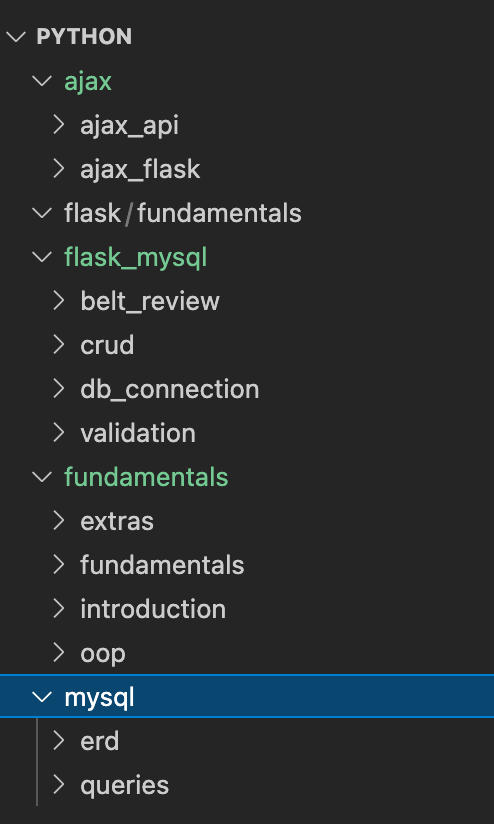 PYTHON
ajax
ajax_api
ajax_flask
flask/fundamentals
flask_mysql
belt_review
crud
db_connection
validation
fundamentals
extras
fundamentals
introduction
oop
mysql
erd
queries